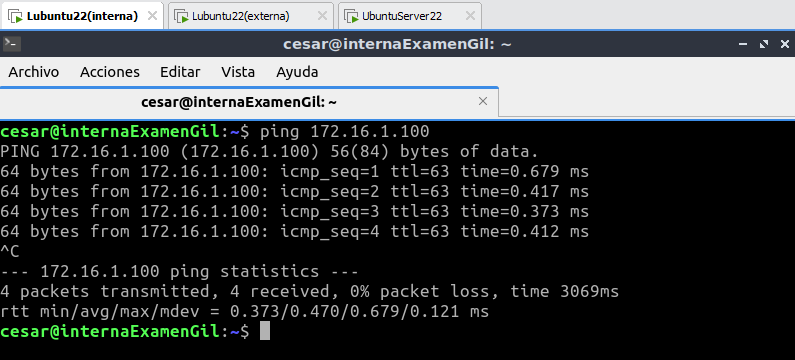 Lubuntu22(interna) Lubuntu22(externa) UbuntuServer22
cesar@internaExamenGil: ~
Archivo Acciones Editar Vista Ayuda
cesar@internaExamenGil: ~
cesar@internaExamenGil:~$ ping 172.16.1.100
PING 172.16.1.100 (172.16.1.100) 56(84) bytes of data.
64 bytes from 172.16.1.100: icmp_seq=1 ttl=63 time=0.679 ms
64 bytes from 172.16.1.100: icmp_seq=2 ttl=63 time=0.417 ms
64 bytes from 172.16.1.100: icmp_seq=3 ttl=63 time=0.373 ms
64 bytes from 172.16.1.100: icmp_seq=4 ttl=63 time=0.412 ms
^C
--- 172.16.1.100 ping statistics ---
4 packets transmitted, 4 received, 0% packet loss, time 3069ms
rtt min/avg/max/mdev = 0.373/0.470/0.679/0.121 ms
cesar@internaExamenGil:~$